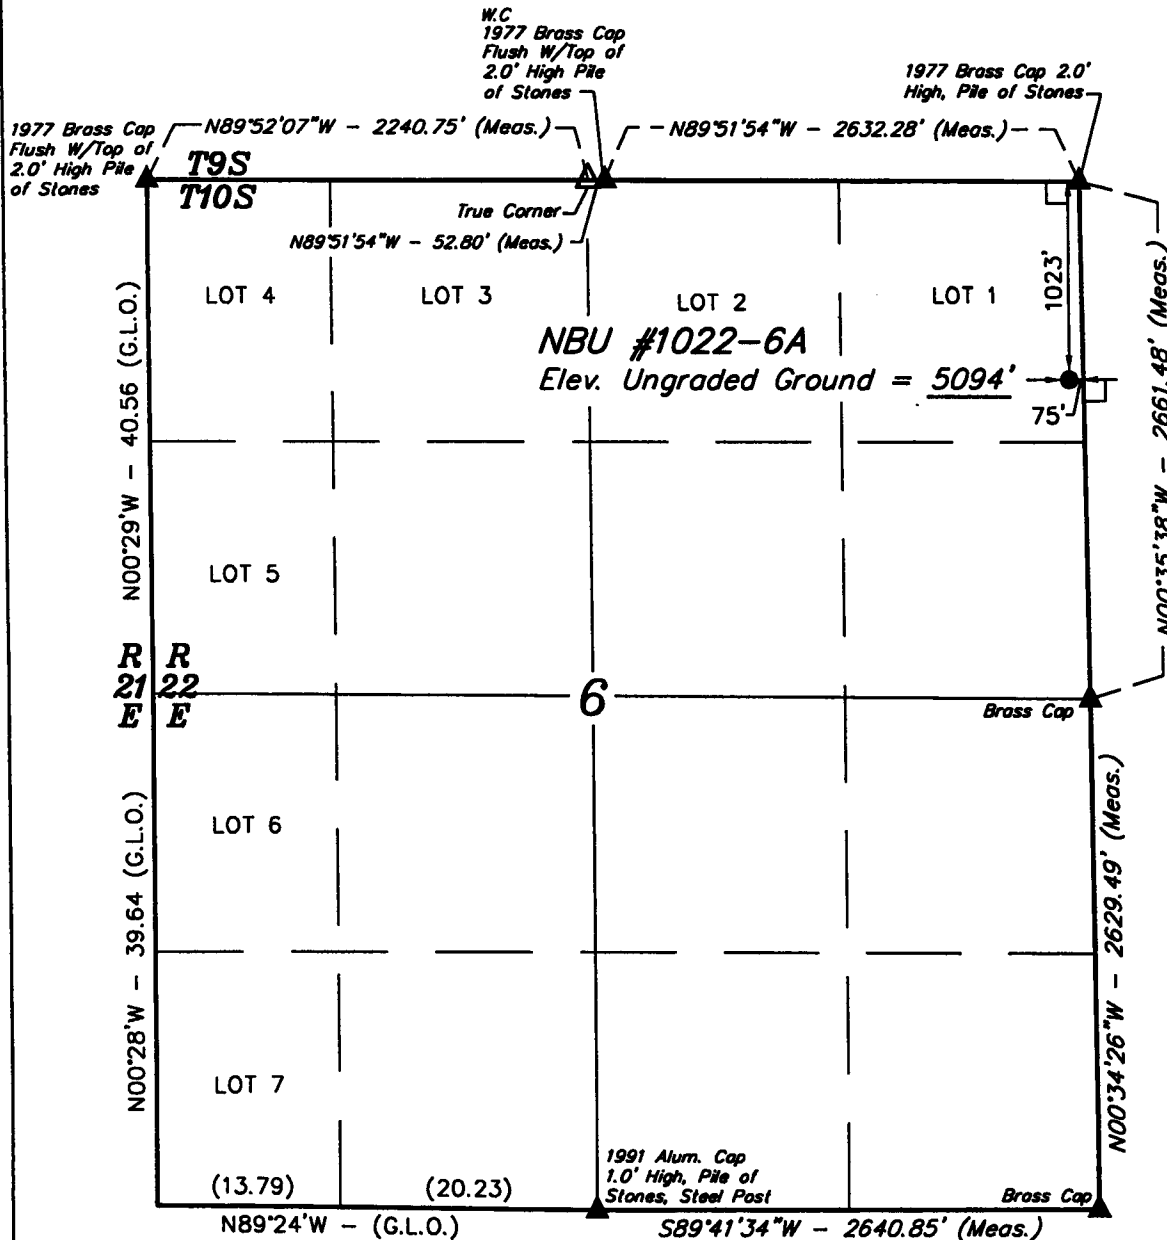 W.C
1977 Brass Cap
Flush W/Top of
2.0' High Pile
of Stones
1977 Brass Cap 2.0'
High, Pile of Stones
1977 Brass Cap
Flush W/Top of
2.0' High Pile
of Stones
N89°52'07"W - 2240.75' (Meas.)
N89°51'54"W - 2632.28' (Meas.)
T9S
T10S
True Corner
N89°51'54"W - 52.80' (Meas.)
LOT 4
LOT 3
LOT 2
LOT 1
1023'
NBU #1022-6A
Elev. Ungraded Ground = 5094'
75'
N00°29'W - 40.56 (G.L.O.)
N00°35'38"W - 2661.48' (Meas.)
LOT 5
R R
21 22
E E
6
Brass Cap
LOT 6
N00°28'W - 39.64 (G.L.O.)
N00°34'26"W - 2629.49' (Meas.)
LOT 7
1991 Alum. Cap
1.0' High, Pile of
Stones, Steel Post
Brass Cap
(13.79)
(20.23)
N89°24'W - (G.L.O.)
S89°41'34"W - 2640.85' (Meas.)